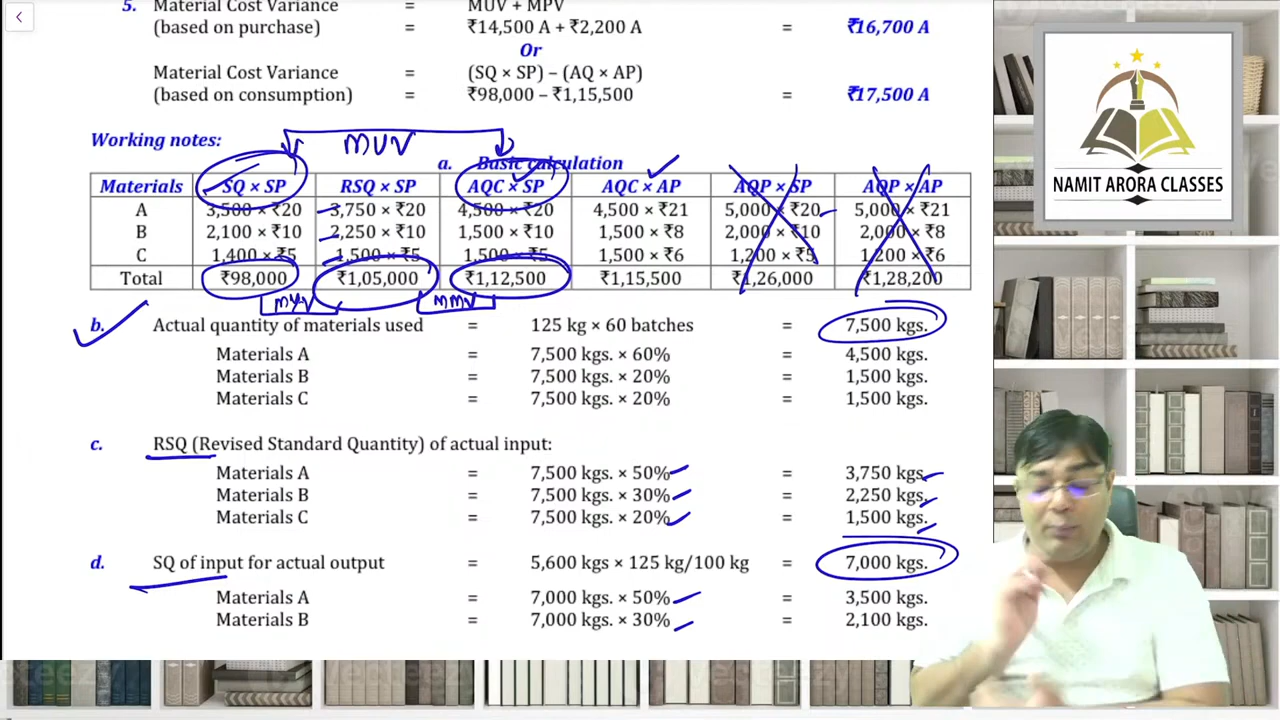 5. Material Cost Variance = MUV + MPV
(based on purchase) = ₹14,500 A + ₹2,200 A = ₹16,700 A
Or
Material Cost Variance = (SQ × SP) – (AQ × AP)
(based on consumption) = ₹98,000 – ₹1,15,500 = ₹17,500 A
Working notes:
MUV
a. Basic calculation
Materials SQ × SP RSQ × SP AQC × SP AQC × AP AQP × SP AQP × AP
A 3,500 × ₹20 3,750 × ₹20 4,500 × ₹20 4,500 × ₹21 5,000 × ₹20 5,000 × ₹21
B 2,100 × ₹10 2,250 × ₹10 1,500 × ₹10 1,500 × ₹8 2,000 × ₹10 2,000 × ₹8
C 1,400 × ₹5 1,500 × ₹5 1,500 × ₹5 1,500 × ₹6 1,200 × ₹5 1,200 × ₹6
Total ₹98,000 ₹1,05,000 ₹1,12,500 ₹1,15,500 ₹1,26,000 ₹1,28,200
MMV
b. Actual quantity of materials used = 125 kg × 60 batches = 7,500 kgs.
Materials A = 7,500 kgs. × 60% = 4,500 kgs.
Materials B = 7,500 kgs. × 20% = 1,500 kgs.
Materials C = 7,500 kgs. × 20% = 1,500 kgs.
c. RSQ (Revised Standard Quantity) of actual input:
Materials A = 7,500 kgs. × 50% = 3,750 kgs.
Materials B = 7,500 kgs. × 30% = 2,250 kgs.
Materials C = 7,500 kgs. × 20% = 1,500 kgs.
d. SQ of input for actual output = 5,600 kgs × 125 kg/100 kg = 7,000 kgs.
Materials A = 7,000 kgs. × 50% = 3,500 kgs.
Materials B = 7,000 kgs. × 30% = 2,100 kgs.
NAMIT ARORA CLASSES